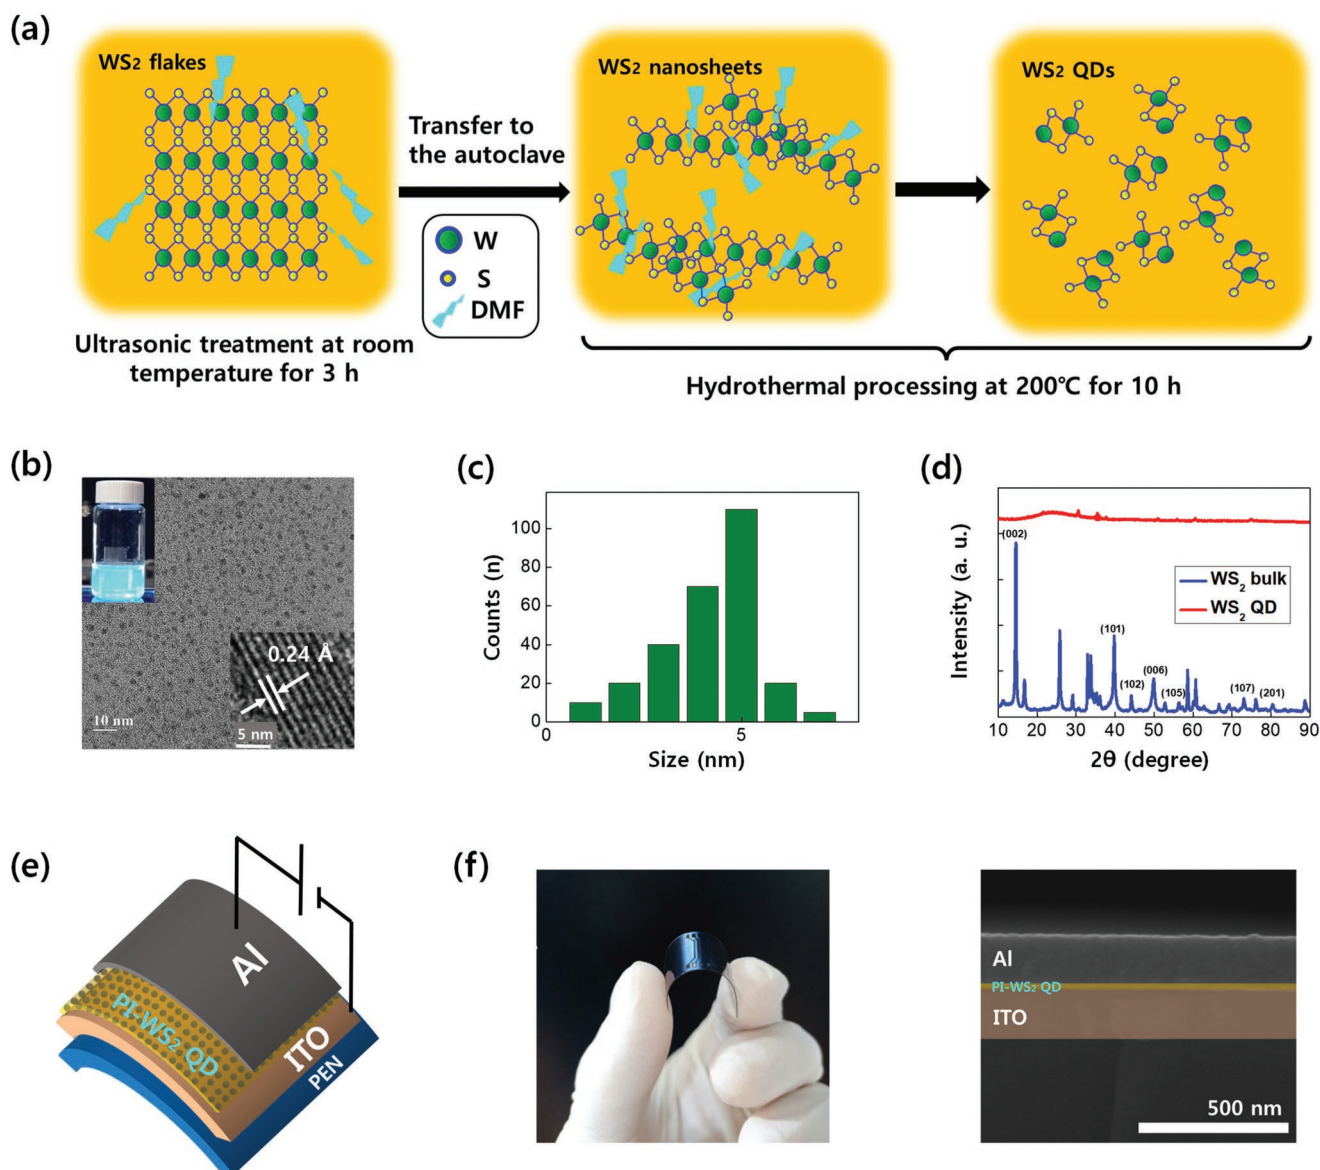 (a)
WS2 flakes
WS2 nanosheets
WS2 QDs
Transfer to
the autoclave
W
S
DMF
Ultrasonic treatment at room
temperature for 3 h
Hydrothermal processing at 200℃ for 10 h
(b)
0.24 Å
10 nm
5 nm
(c)
Counts (n)
100
80
60
40
20
0
0
5
Size (nm)
(d)
Intensity (a. u.)
(002)
(101)
(102)
(006)
(105)
(107)
(201)
WS2 bulk
WS2 QD
10 20 30 40 50 60 70 80 90
2θ (degree)
(e)
Al
PI-WS2 QD
ITO
PEN
(f)
Al
PI-WS2 QD
ITO
500 nm